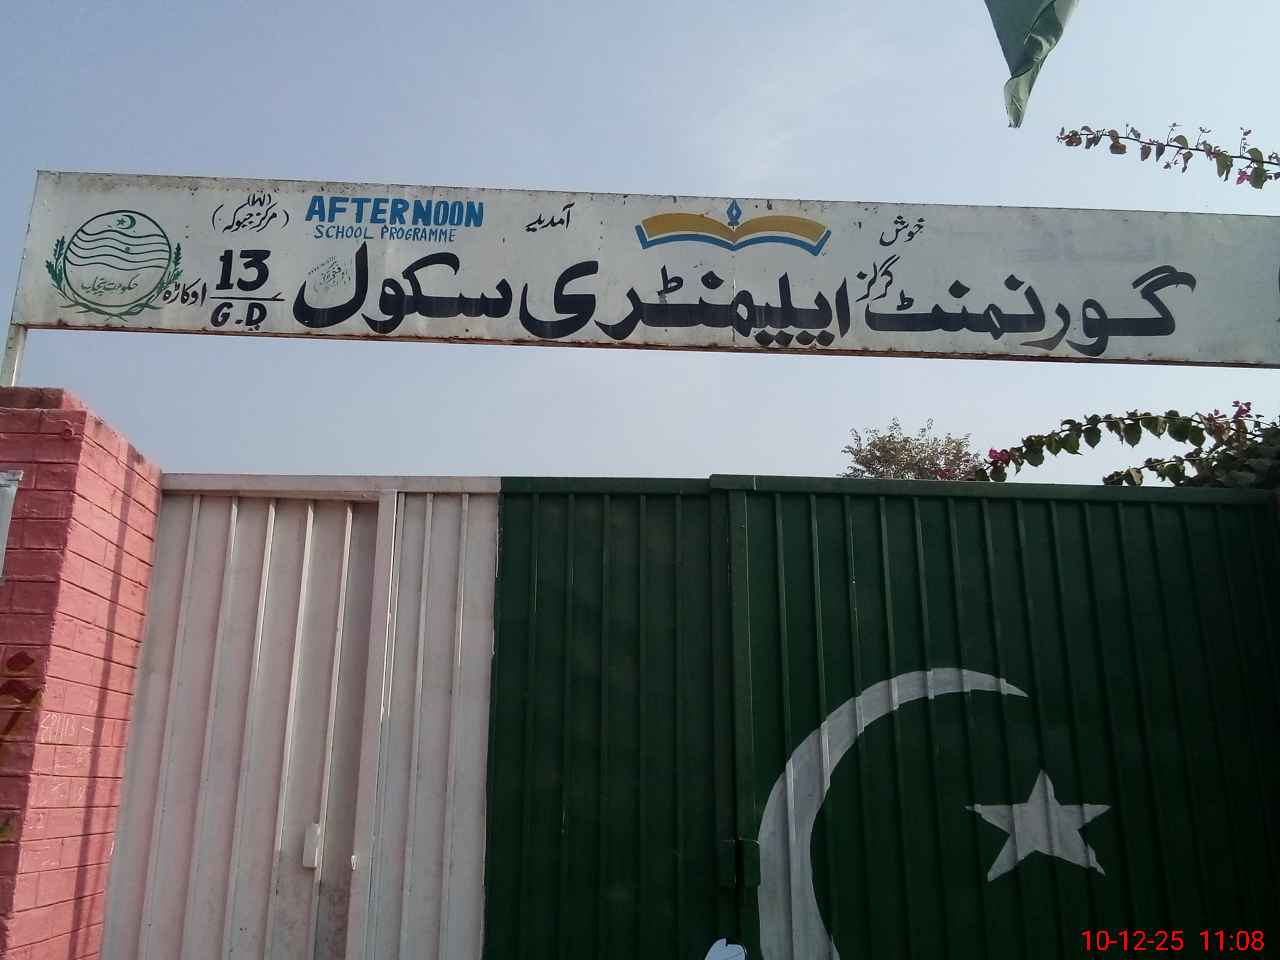 خوش آمدید
AFTERNOON
SCHOOL PROGRAMME
(مرکز جبوکہ)
گورنمنٹ گرلز ایلیمنٹری سکول
13
G.D
اوکاڑہ
حکومت پنجاب
10-12-25 11:08